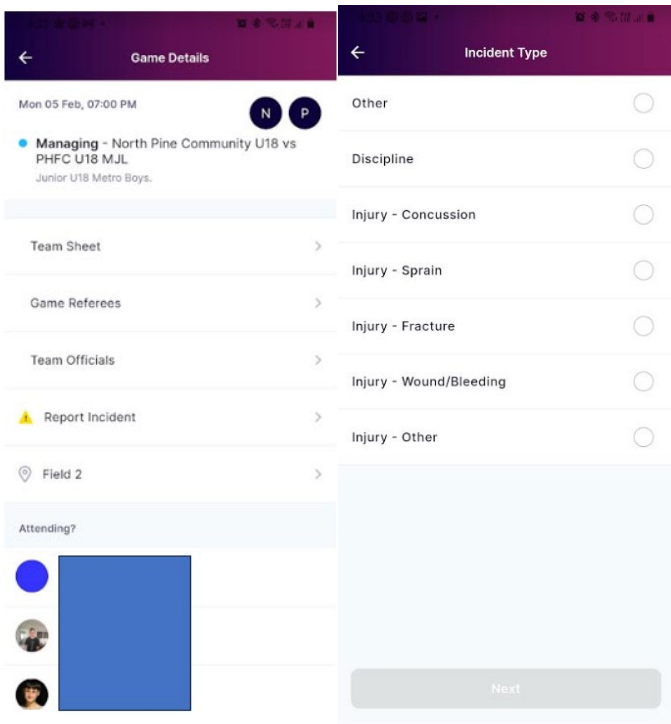 Game Details
Mon 05 Feb, 07:00 PM
N P
Managing - North Pine Community U18 vs
PHFC U18 MJL
Junior U18 Metro Boys.
Team Sheet
Game Referees
Team Officials
Report Incident
Field 2
Attending?
Incident Type
Other
Discipline
Injury - Concussion
Injury - Sprain
Injury - Fracture
Injury - Wound/Bleeding
Injury - Other
Next